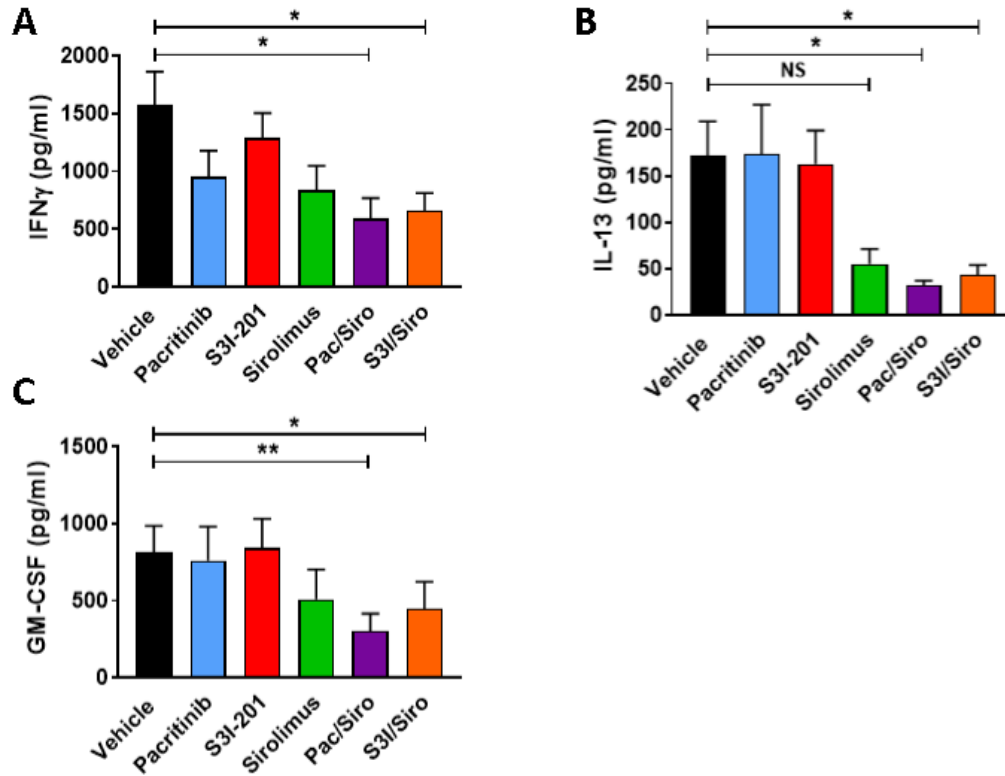 A
*
*
IFNγ (pg/ml)
2000
1500
1000
500
0
Vehicle
Pacritinib
S3I-201
Sirolimus
Pac/Siro
S3I/Siro
B
*
*
NS
IL-13 (pg/ml)
250
200
150
100
50
0
Vehicle
Pacritinib
S3I-201
Sirolimus
Pac/Siro
S3I/Siro
C
*
**
GM-CSF (pg/ml)
1500
1000
500
0
Vehicle
Pacritinib
S3I-201
Sirolimus
Pac/Siro
S3I/Siro